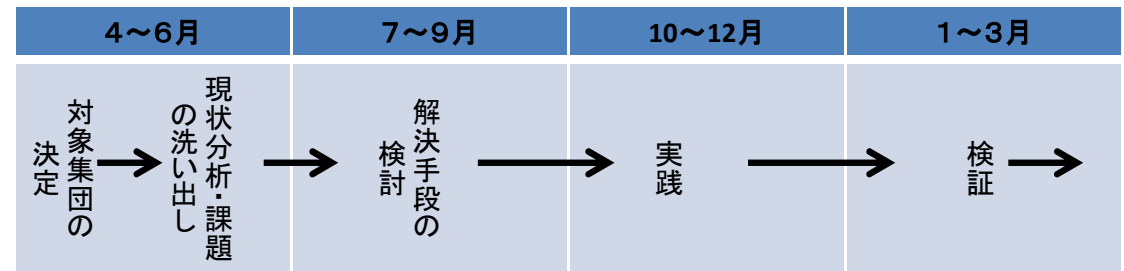 4～6月
7～9月
10～12月
1～3月
対象集団の
決定
現状分析・課題
の洗い出し
解決手段の
検討
実践
検証